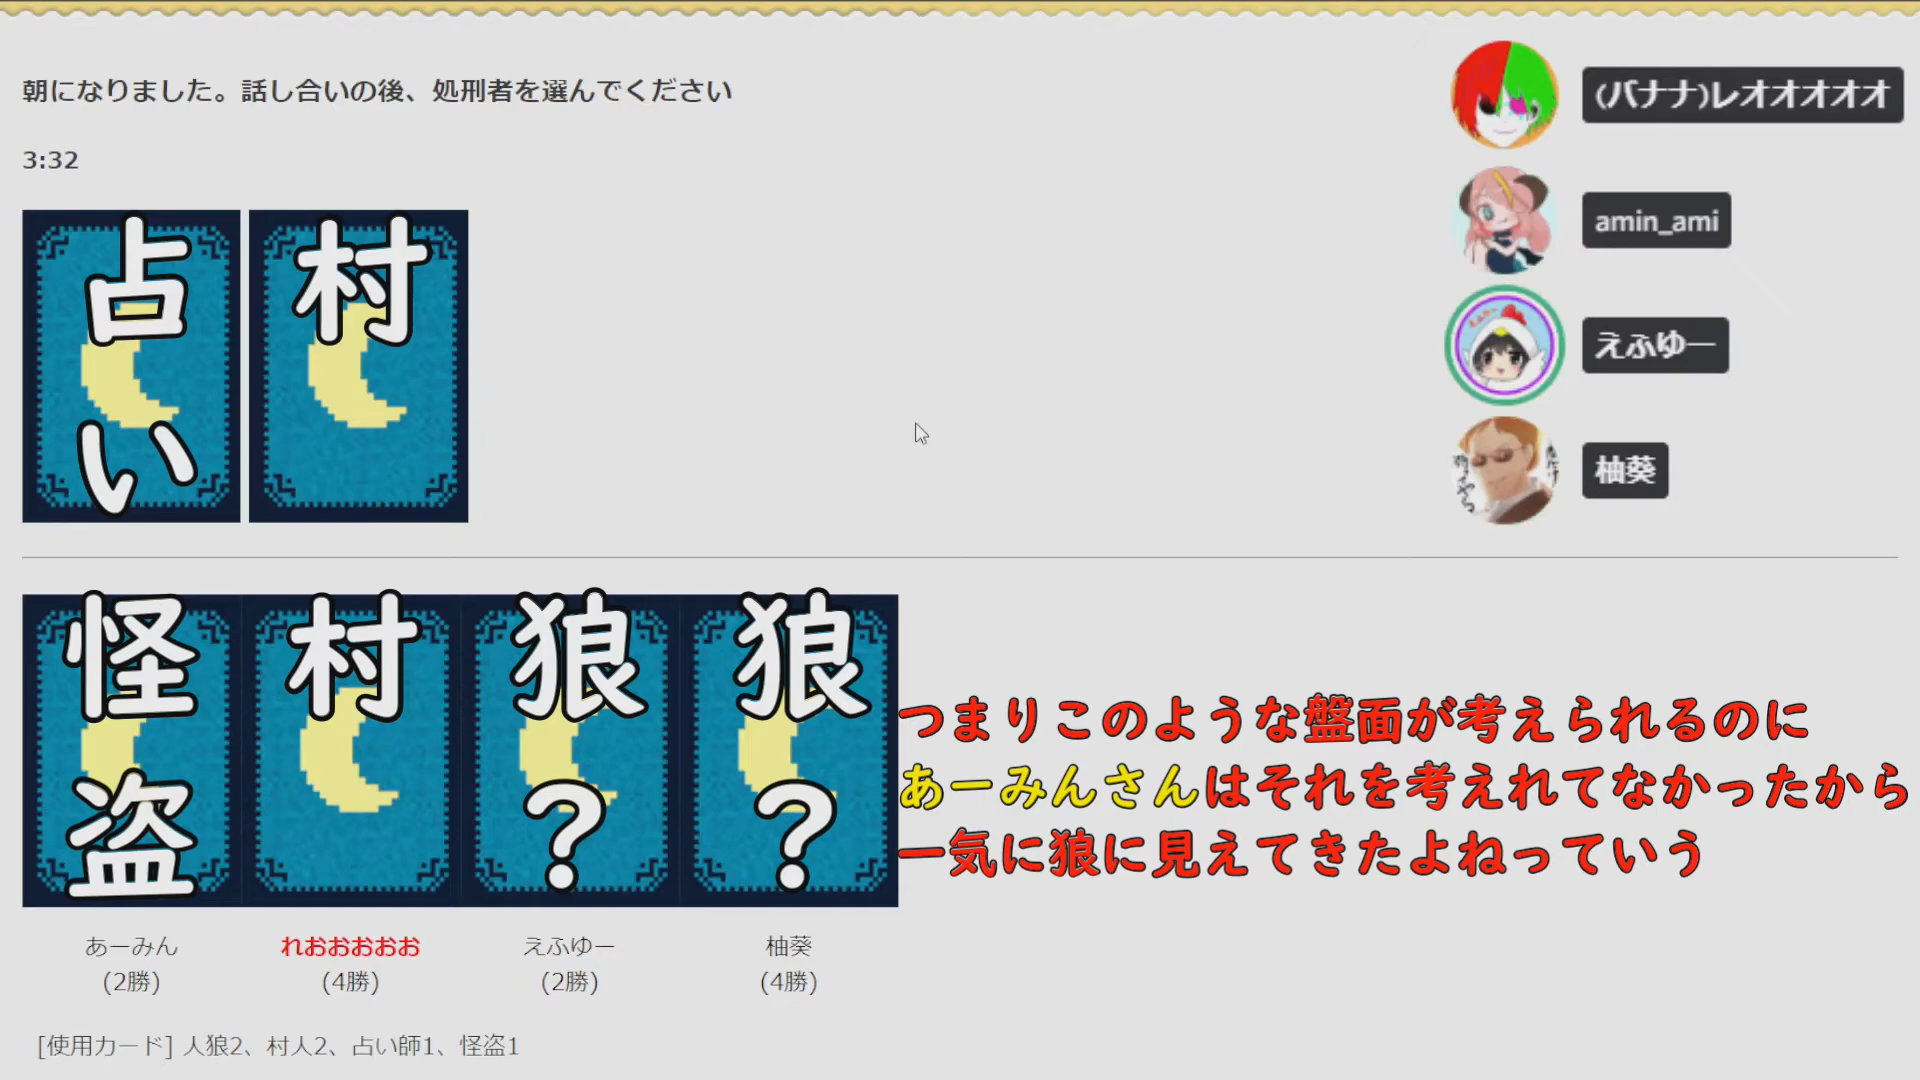 朝になりました。話し合いの後、処刑者を選んでください
3:32
占い
村
(バナナ)レオオオオオ
amin_ami
えふゆー
柚葵
怪盗
村
狼?
狼?
つまりこのような盤面が考えられるのに
あーみんさんはそれを考えれてなかったから
一気に狼に見えてきたよねっていう
あーみん
(2勝)
れおおおおお
(4勝)
えふゆー
(2勝)
柚葵
(4勝)
[使用カード] 人狼2、村人2、占い師1、怪盗1